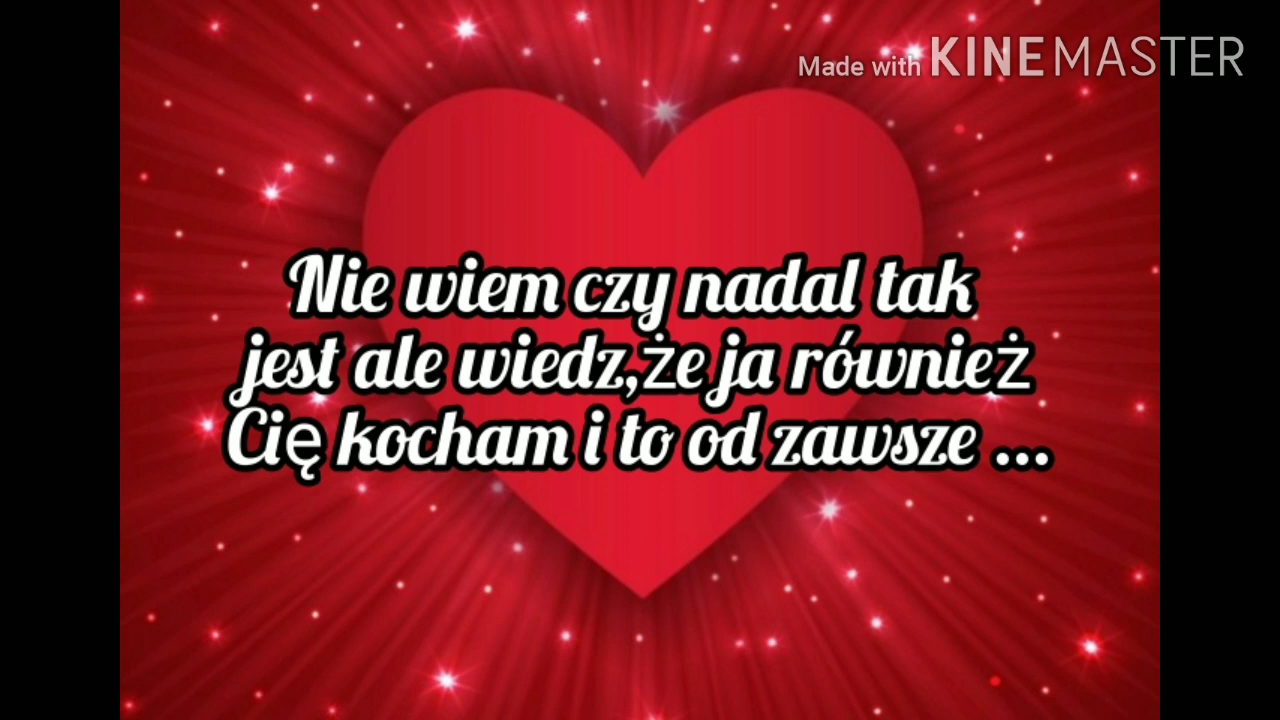 Made with KINEMASTER
Nie wiem czy nadal tak
jest ale wiedz,że ja również
Cię kocham i to od zawsze ...